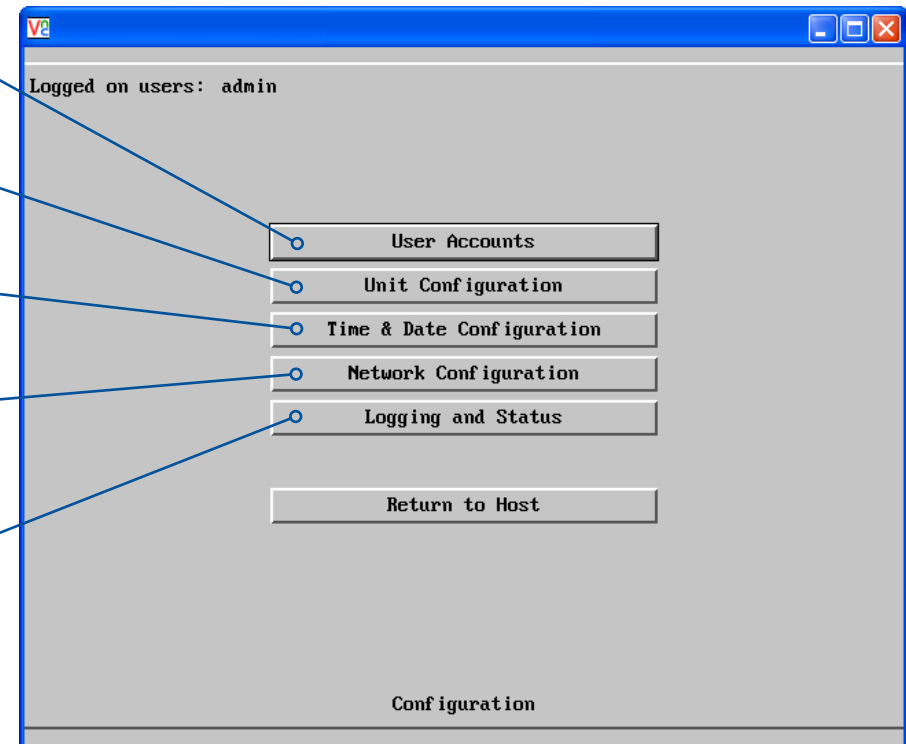 Logged on users: admin
User Accounts
Unit Configuration
Time & Date Configuration
Network Configuration
Logging and Status
Return to Host
Configuration